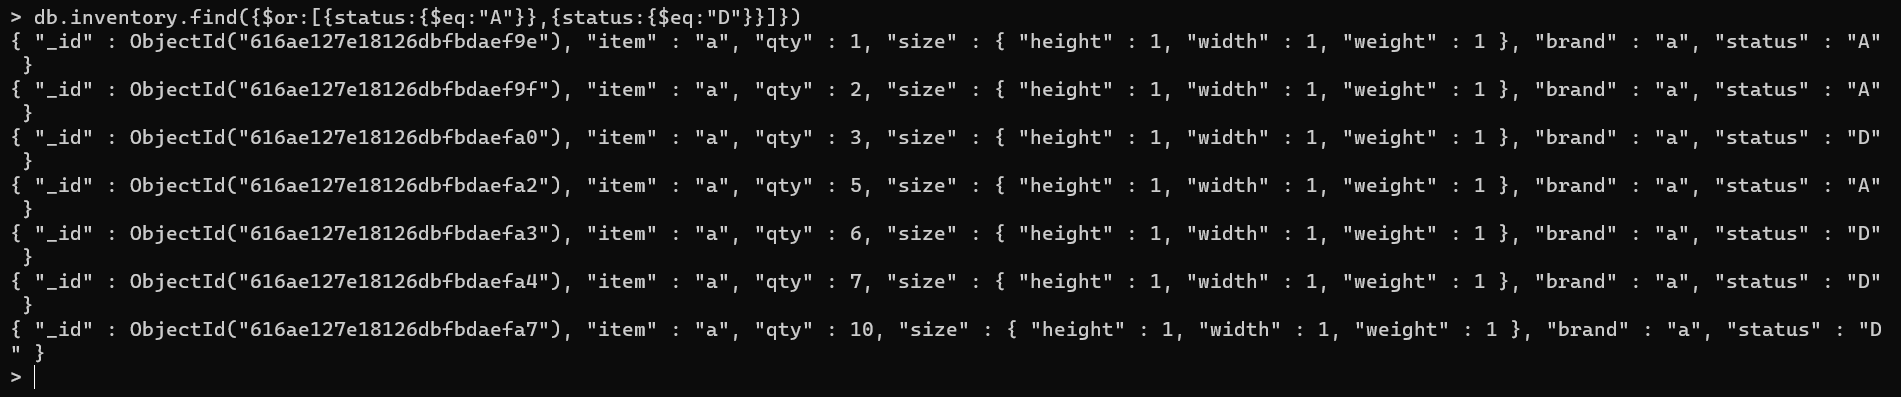 > db.inventory.find({$or:[{status:{$eq:"A"}},{status:{$eq:"D"}}]})
{ "_id" : ObjectId("616ae127e18126dbfbdaef9e"), "item" : "a", "qty" : 1, "size" : { "height" : 1, "width" : 1, "weight" : 1 }, "brand" : "a", "status" : "A"
 }
{ "_id" : ObjectId("616ae127e18126dbfbdaef9f"), "item" : "a", "qty" : 2, "size" : { "height" : 1, "width" : 1, "weight" : 1 }, "brand" : "a", "status" : "A"
 }
{ "_id" : ObjectId("616ae127e18126dbfbdaefa0"), "item" : "a", "qty" : 3, "size" : { "height" : 1, "width" : 1, "weight" : 1 }, "brand" : "a", "status" : "D"
 }
{ "_id" : ObjectId("616ae127e18126dbfbdaefa2"), "item" : "a", "qty" : 5, "size" : { "height" : 1, "width" : 1, "weight" : 1 }, "brand" : "a", "status" : "A"
 }
{ "_id" : ObjectId("616ae127e18126dbfbdaefa3"), "item" : "a", "qty" : 6, "size" : { "height" : 1, "width" : 1, "weight" : 1 }, "brand" : "a", "status" : "D"
 }
{ "_id" : ObjectId("616ae127e18126dbfbdaefa4"), "item" : "a", "qty" : 7, "size" : { "height" : 1, "width" : 1, "weight" : 1 }, "brand" : "a", "status" : "D"
 }
{ "_id" : ObjectId("616ae127e18126dbfbdaefa7"), "item" : "a", "qty" : 10, "size" : { "height" : 1, "width" : 1, "weight" : 1 }, "brand" : "a", "status" : "D
" }
>